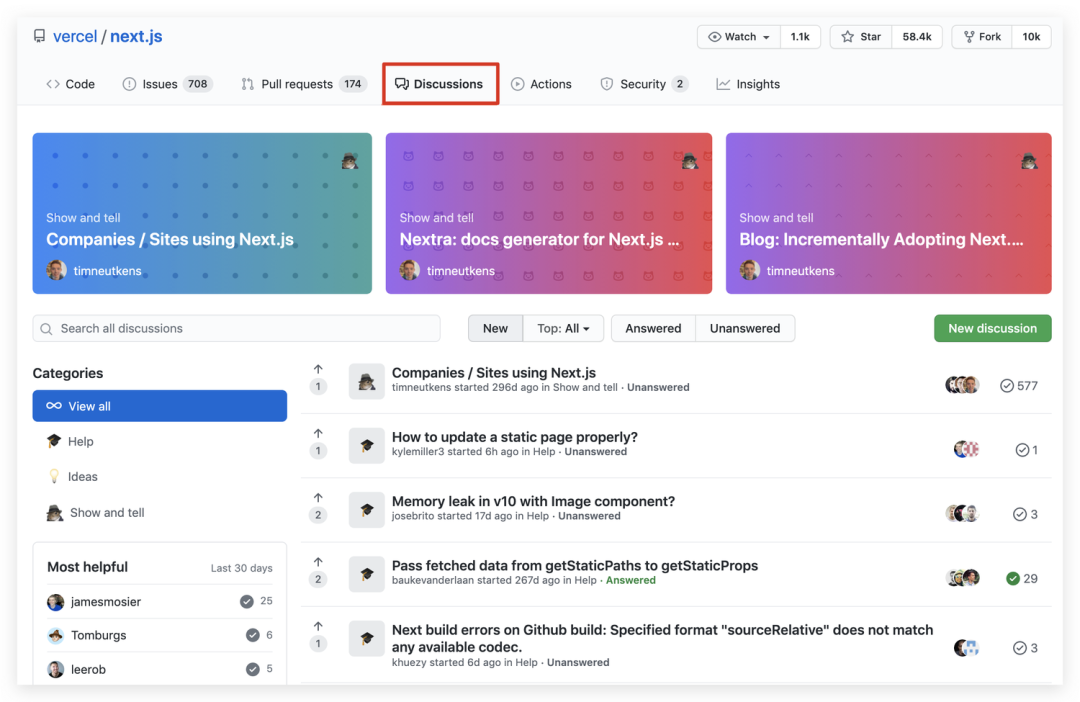 vercel / next.js
Watch 1.1k Star 58.4k Fork 10k
Code Issues 708 Pull requests 174 Discussions Actions Security 2 Insights
Show and tell
Companies / Sites using Next.js
timneutkens
Show and tell
Nextra: docs generator for Next.js ...
timneutkens
Show and tell
Blog: Incrementally Adopting Next....
timneutkens
Search all discussions
New Top: All Answered Unanswered New discussion
Categories
View all
Help
Ideas
Show and tell
Most helpful Last 30 days
jamesmosier 25
Tomburgs 6
leerob 5
1 Companies / Sites using Next.js 577
timneutkens started 296d ago in Show and tell · Unanswered
1 How to update a static page properly? 1
kylemiller3 started 6h ago in Help · Unanswered
2 Memory leak in v10 with Image component? 3
josebrito started 17d ago in Help · Unanswered
2 Pass fetched data from getStaticPaths to getStaticProps 29
baukevanderlaan started 267d ago in Help · Answered
1 Next build errors on Github build: Specified format "sourceRelative" does not match 3
any available codec.
khuezy started 6d ago in Help · Unanswered